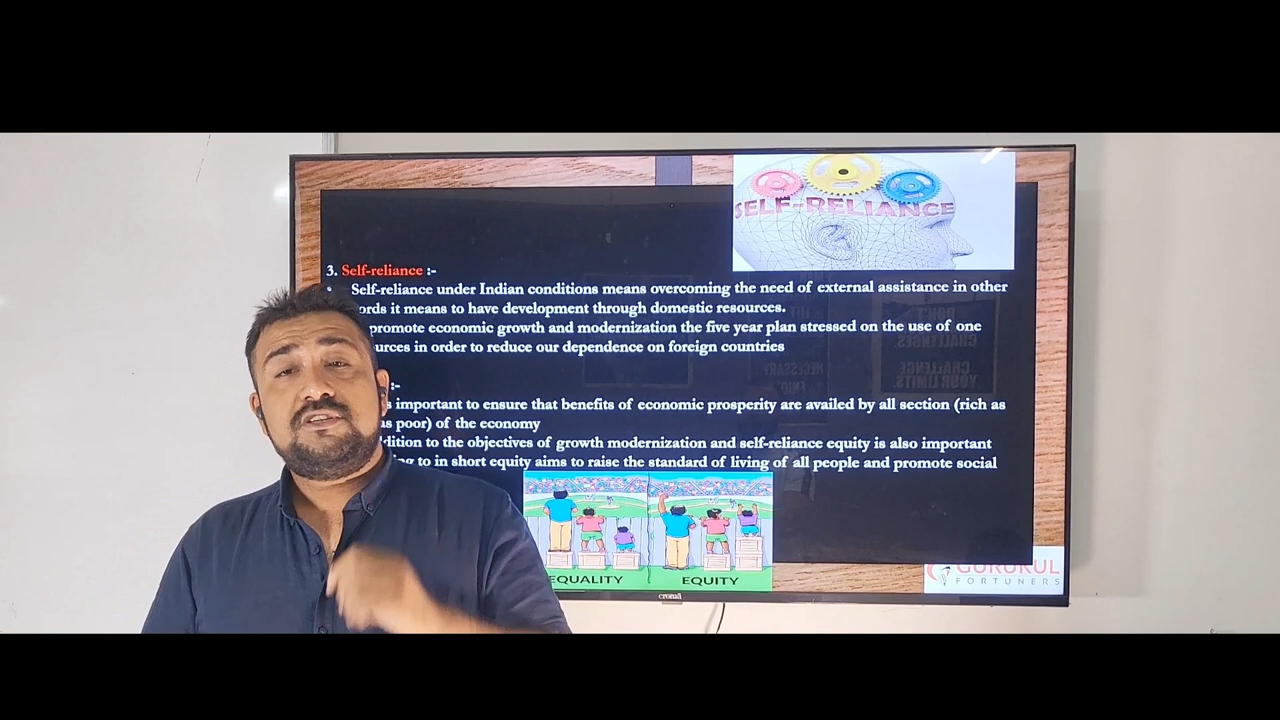 SELF-RELIANCE
3. Self-reliance :-
Self-reliance under Indian conditions means overcoming the need of external assistance in other
ords it means to have development through domestic resources.
promote economic growth and modernization the five year plan stressed on the use of one
urces in order to reduce our dependence on foreign countries
:-
s important to ensure that benefits of economic prosperity are availed by all section (rich as
as poor) of the economy
dition to the objectives of growth modernization and self-reliance equity is also important
ng to in short equity aims to raise the standard of living of all people and promote social
EQUALITY
EQUITY
GURUKUL
FORTUNERS
croma